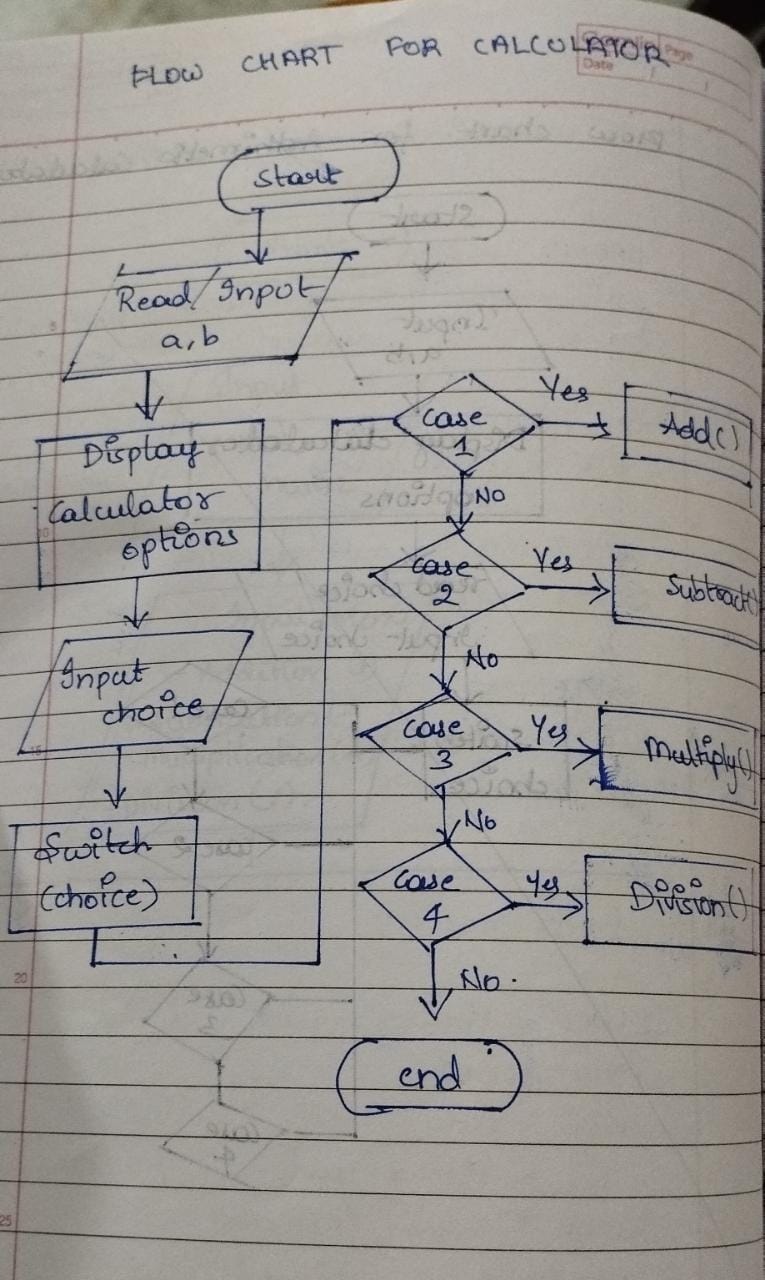 FLOW CHART FOR CALCULATOR
Page
Date
Start
Read/Input
a,b
Display
Calculator
options
Input
choice
Switch
(choice)
Case
1
Yes
Add()
NO
Case
2
Yes
Subtract()
No
Case
3
Yes
Multiply()
No
Case
4
Yes
Division()
No.
end
15
20
25